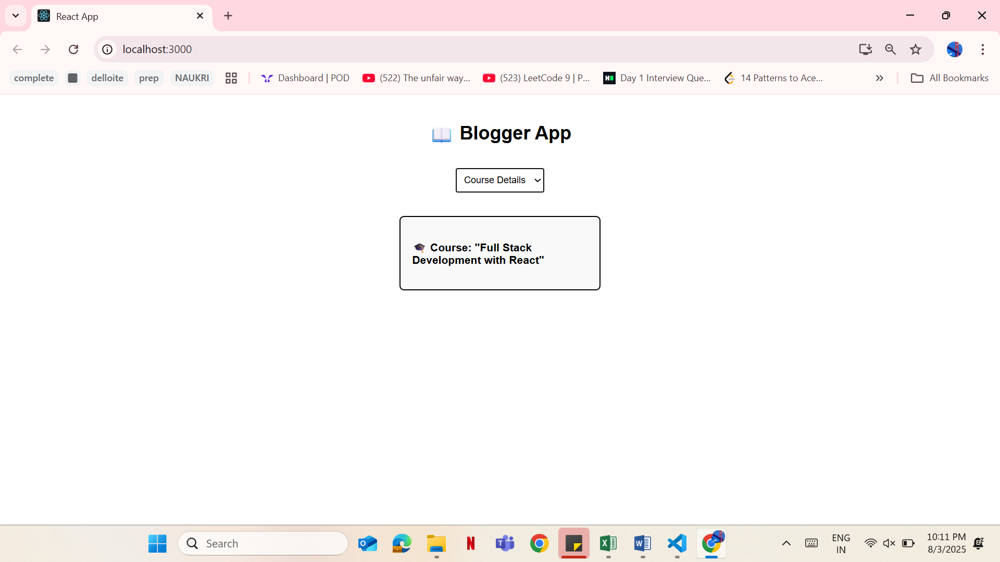 React App
localhost:3000
complete delloite prep NAUKRI Dashboard | POD (522) The unfair way... (523) LeetCode 9 | P... Day 1 Interview Que... 14 Patterns to Ace... All Bookmarks
📖 Blogger App
Course Details
🎓 Course: "Full Stack
Development with React"
Search
ENG
IN
10:11 PM
8/3/2025